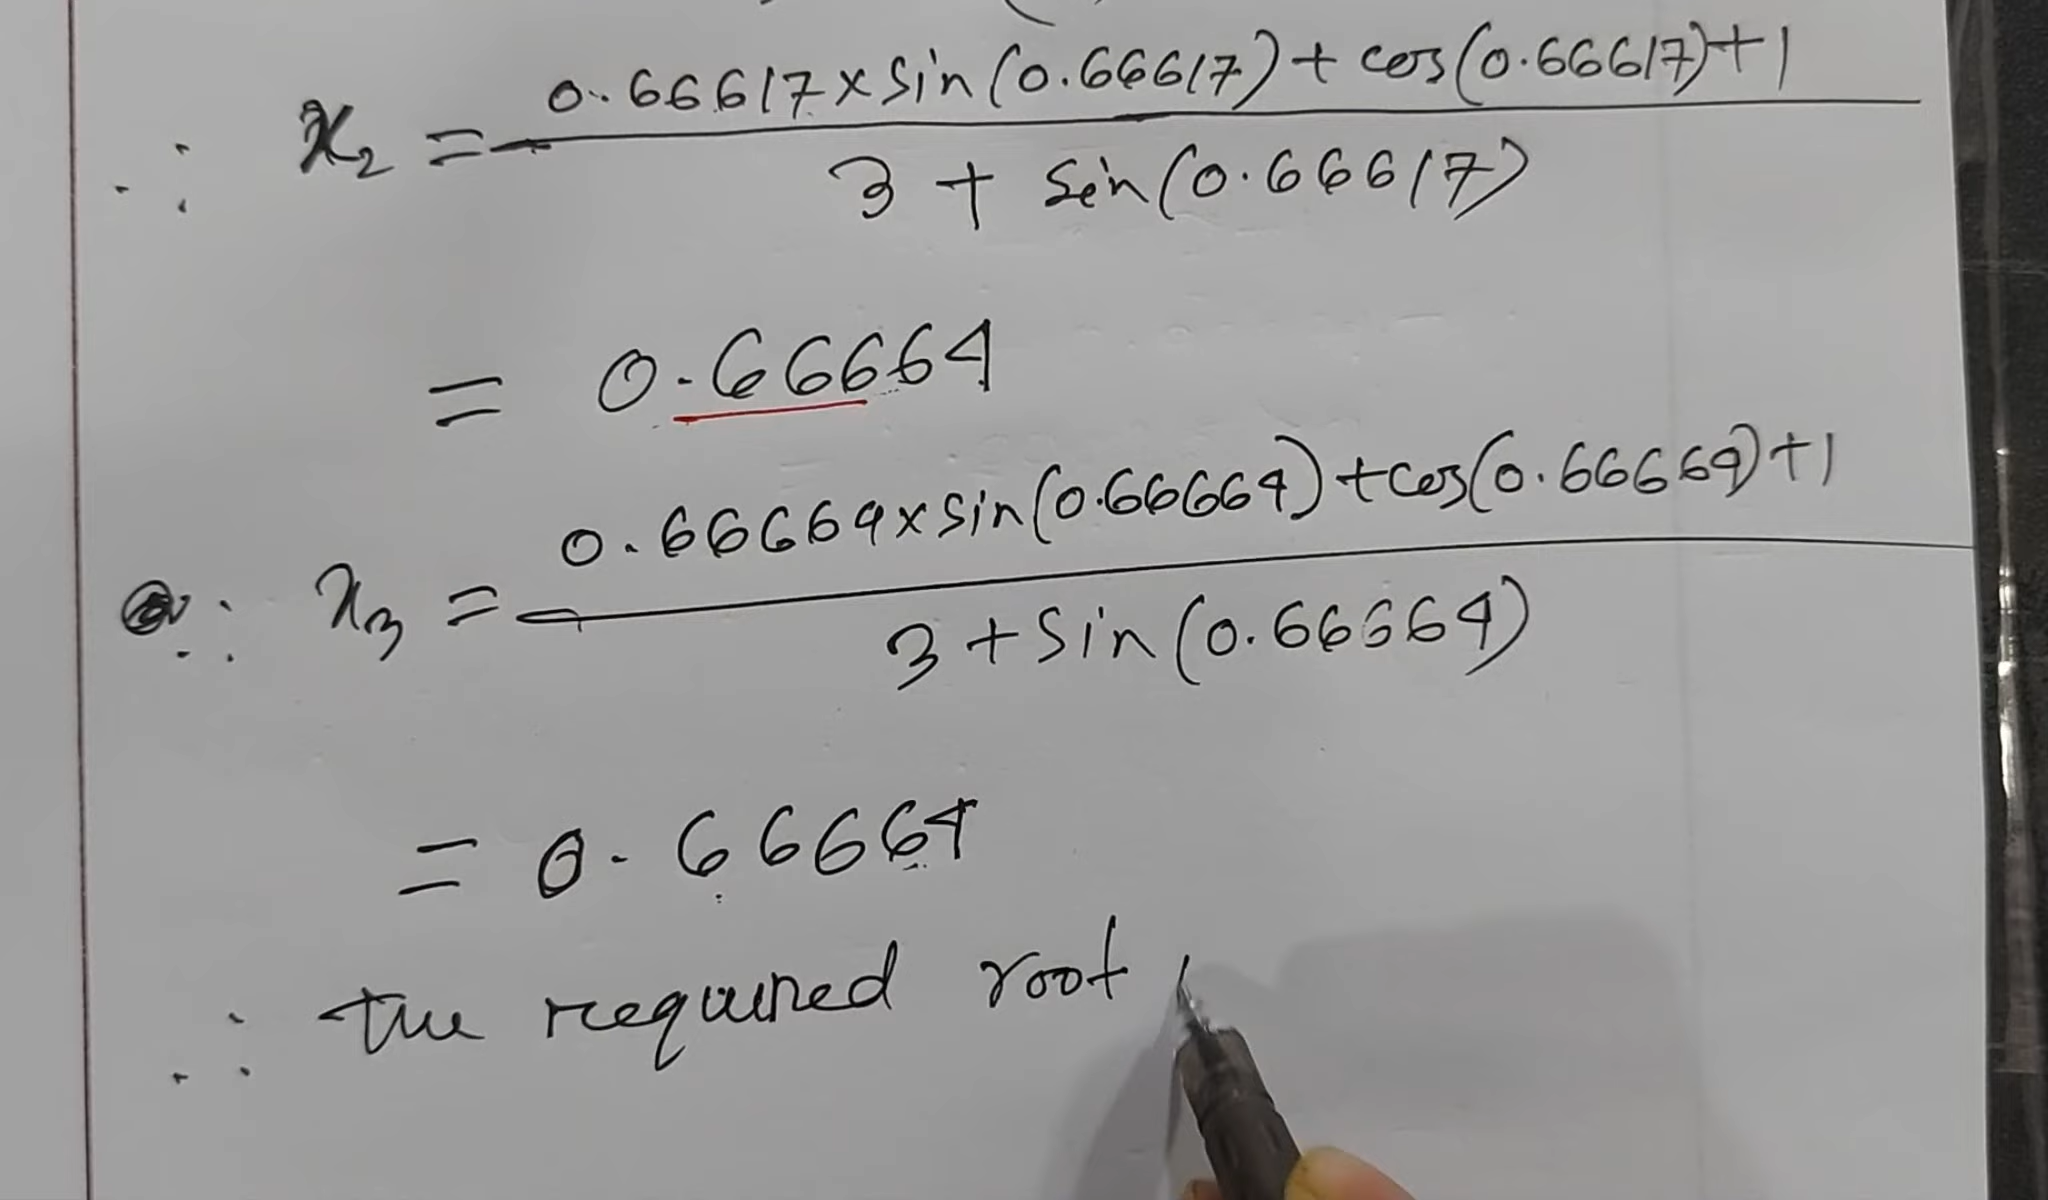 ∴ x₂ = (0.66617 × sin(0.66617) + cos(0.66617) + 1) / (3 + sin(0.66617))
= 0.66664
∴ x₃ = (0.66664 × sin(0.66664) + cos(0.66664) + 1) / (3 + sin(0.66664))
= 0.66664
∴ the required root